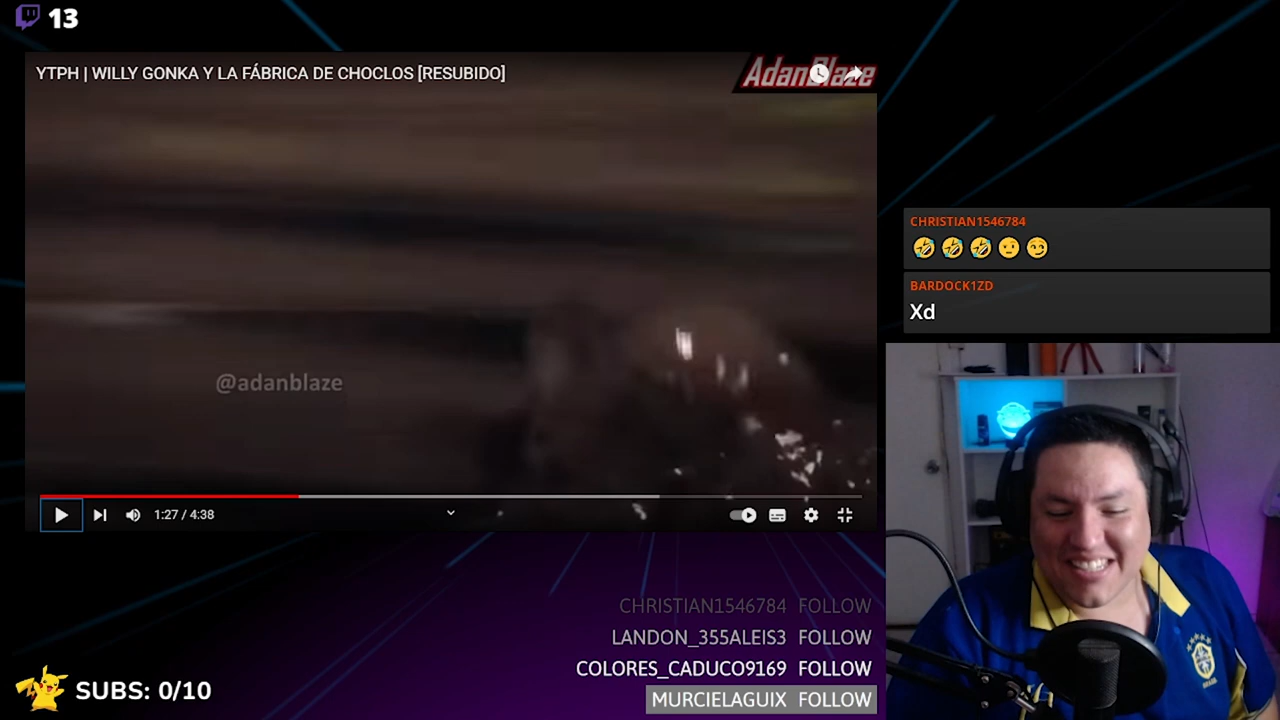 13
YTPH | WILLY GONKA Y LA FÁBRICA DE CHOCLOS [RESUBIDO]
AdanBlaze
@adanblaze
1:27 / 4:38
CHRISTIAN1546784
🤣🤣🤣🤨😏
BARDOCK1ZD
Xd
CHRISTIAN1546784 FOLLOW
LANDON_355ALEIS3 FOLLOW
COLORES_CADUCO9169 FOLLOW
MURCIELAGUIX FOLLOW
SUBS: 0/10